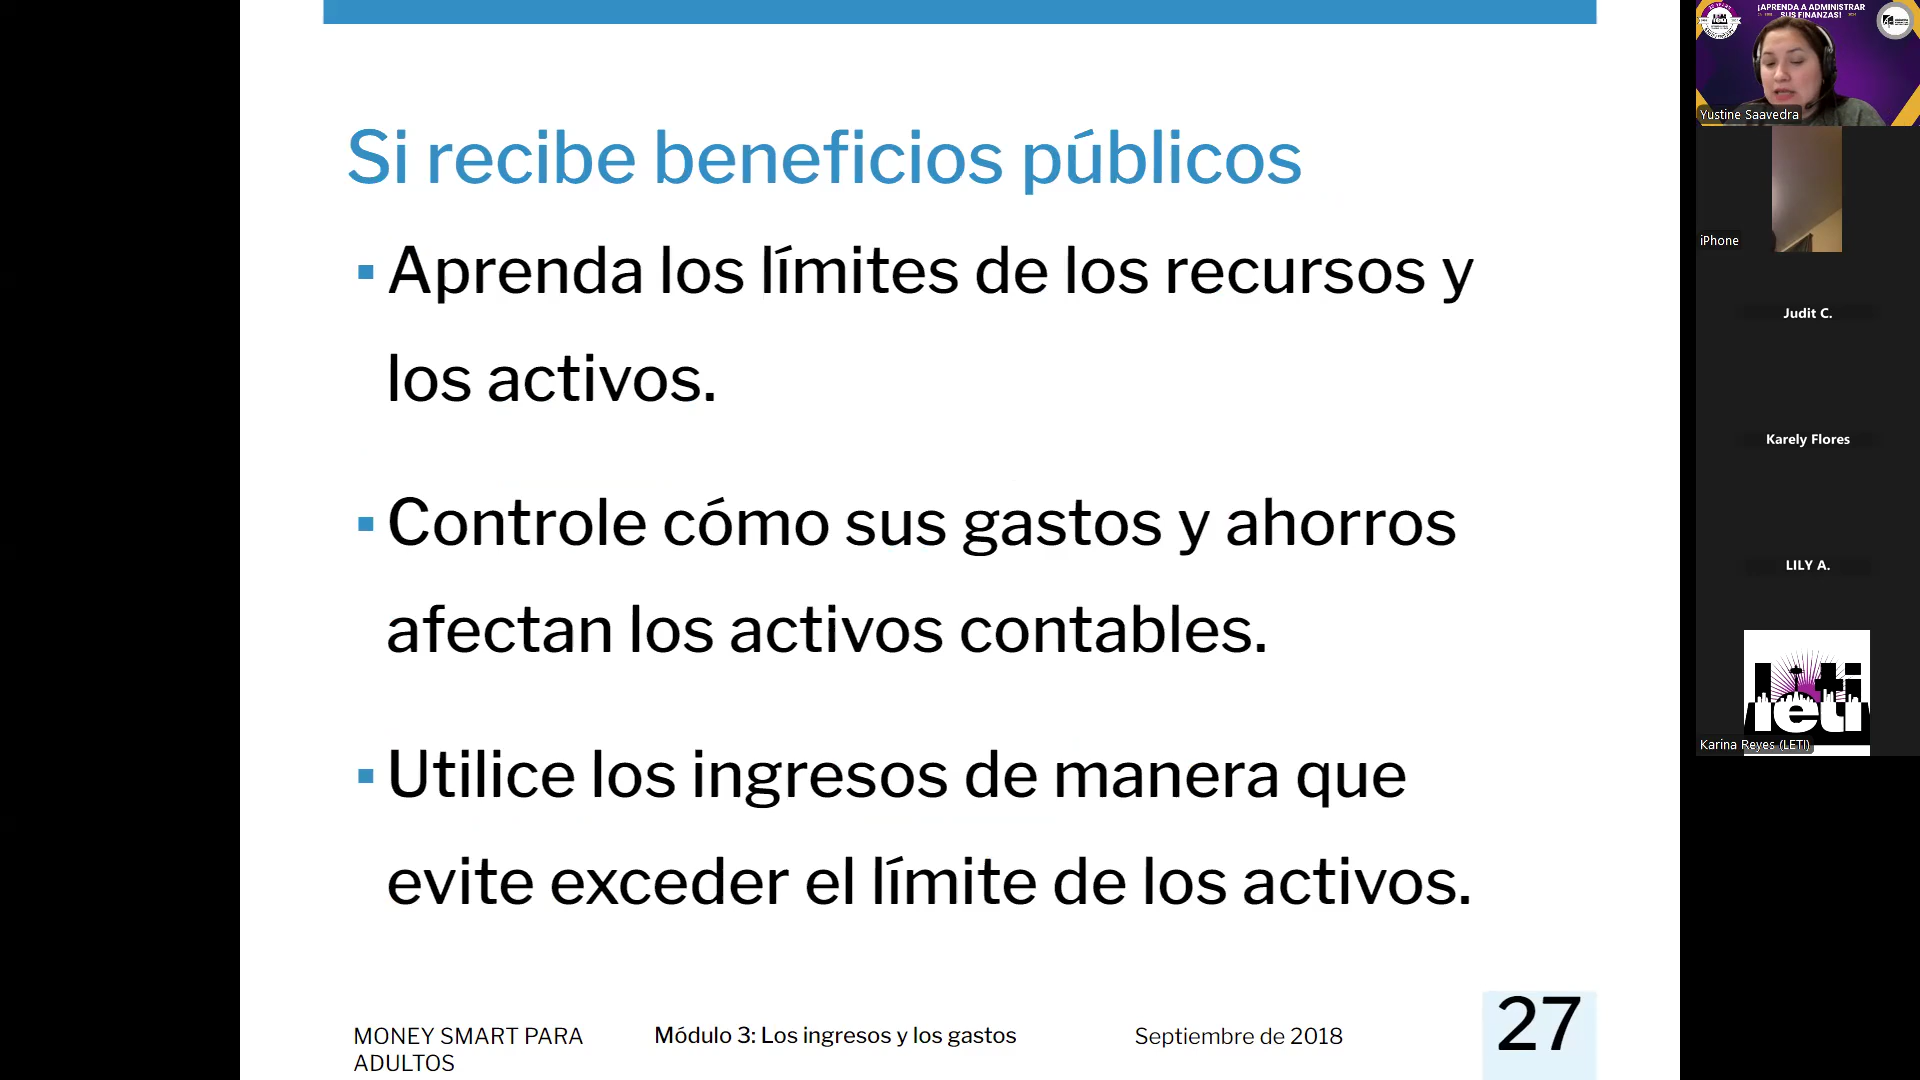 Si recibe beneficios públicos
▪ Aprenda los límites de los recursos y
los activos.
▪ Controle cómo sus gastos y ahorros
afectan los activos contables.
▪ Utilice los ingresos de manera que
evite exceder el límite de los activos.
MONEY SMART PARA
ADULTOS
Módulo 3: Los ingresos y los gastos
Septiembre de 2018
27
¡APRENDA A ADMINISTRAR
SUS FINANZAS!
Yustine Saavedra
iPhone
Judit C.
Karely Flores
LILY A.
leti
Karina Reyes (LETI)